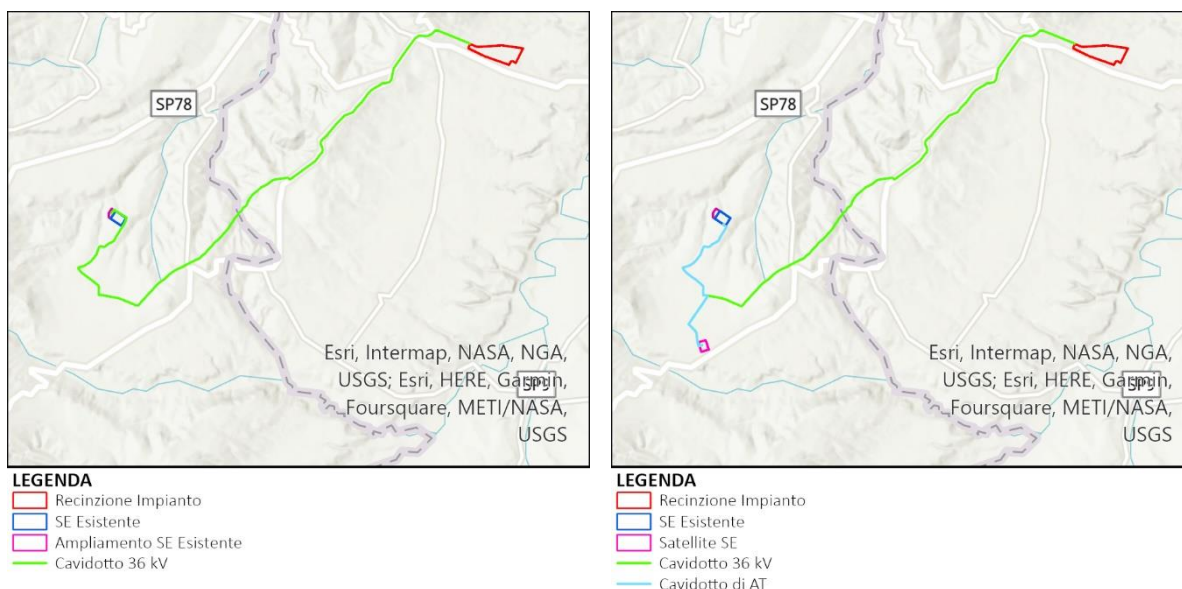 SP78
Esri, Intermap, NASA, NGA,
USGS; Esri, HERE, Garmin,
Foursquare, METI/NASA,
USGS
LEGENDA
Recinzione Impianto
SE Esistente
Ampliamento SE Esistente
Cavidotto 36 kV
SP78
Esri, Intermap, NASA, NGA,
USGS; Esri, HERE, Garmin,
Foursquare, METI/NASA,
USGS
LEGENDA
Recinzione Impianto
SE Esistente
Satellite SE
Cavidotto 36 kV
Cavidotto di AT